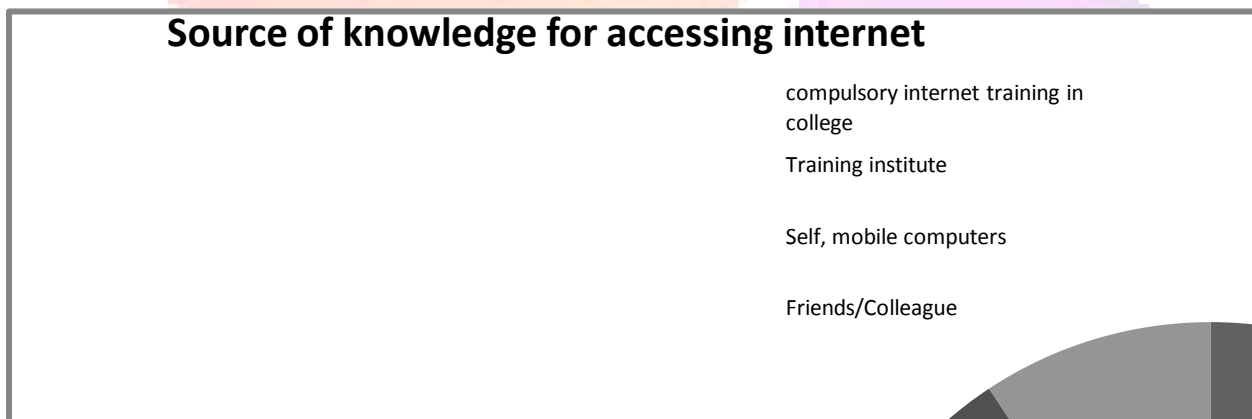 Source of knowledge for accessing internet
compulsory internet training in
college
Training institute
Self, mobile computers
Friends/Colleague